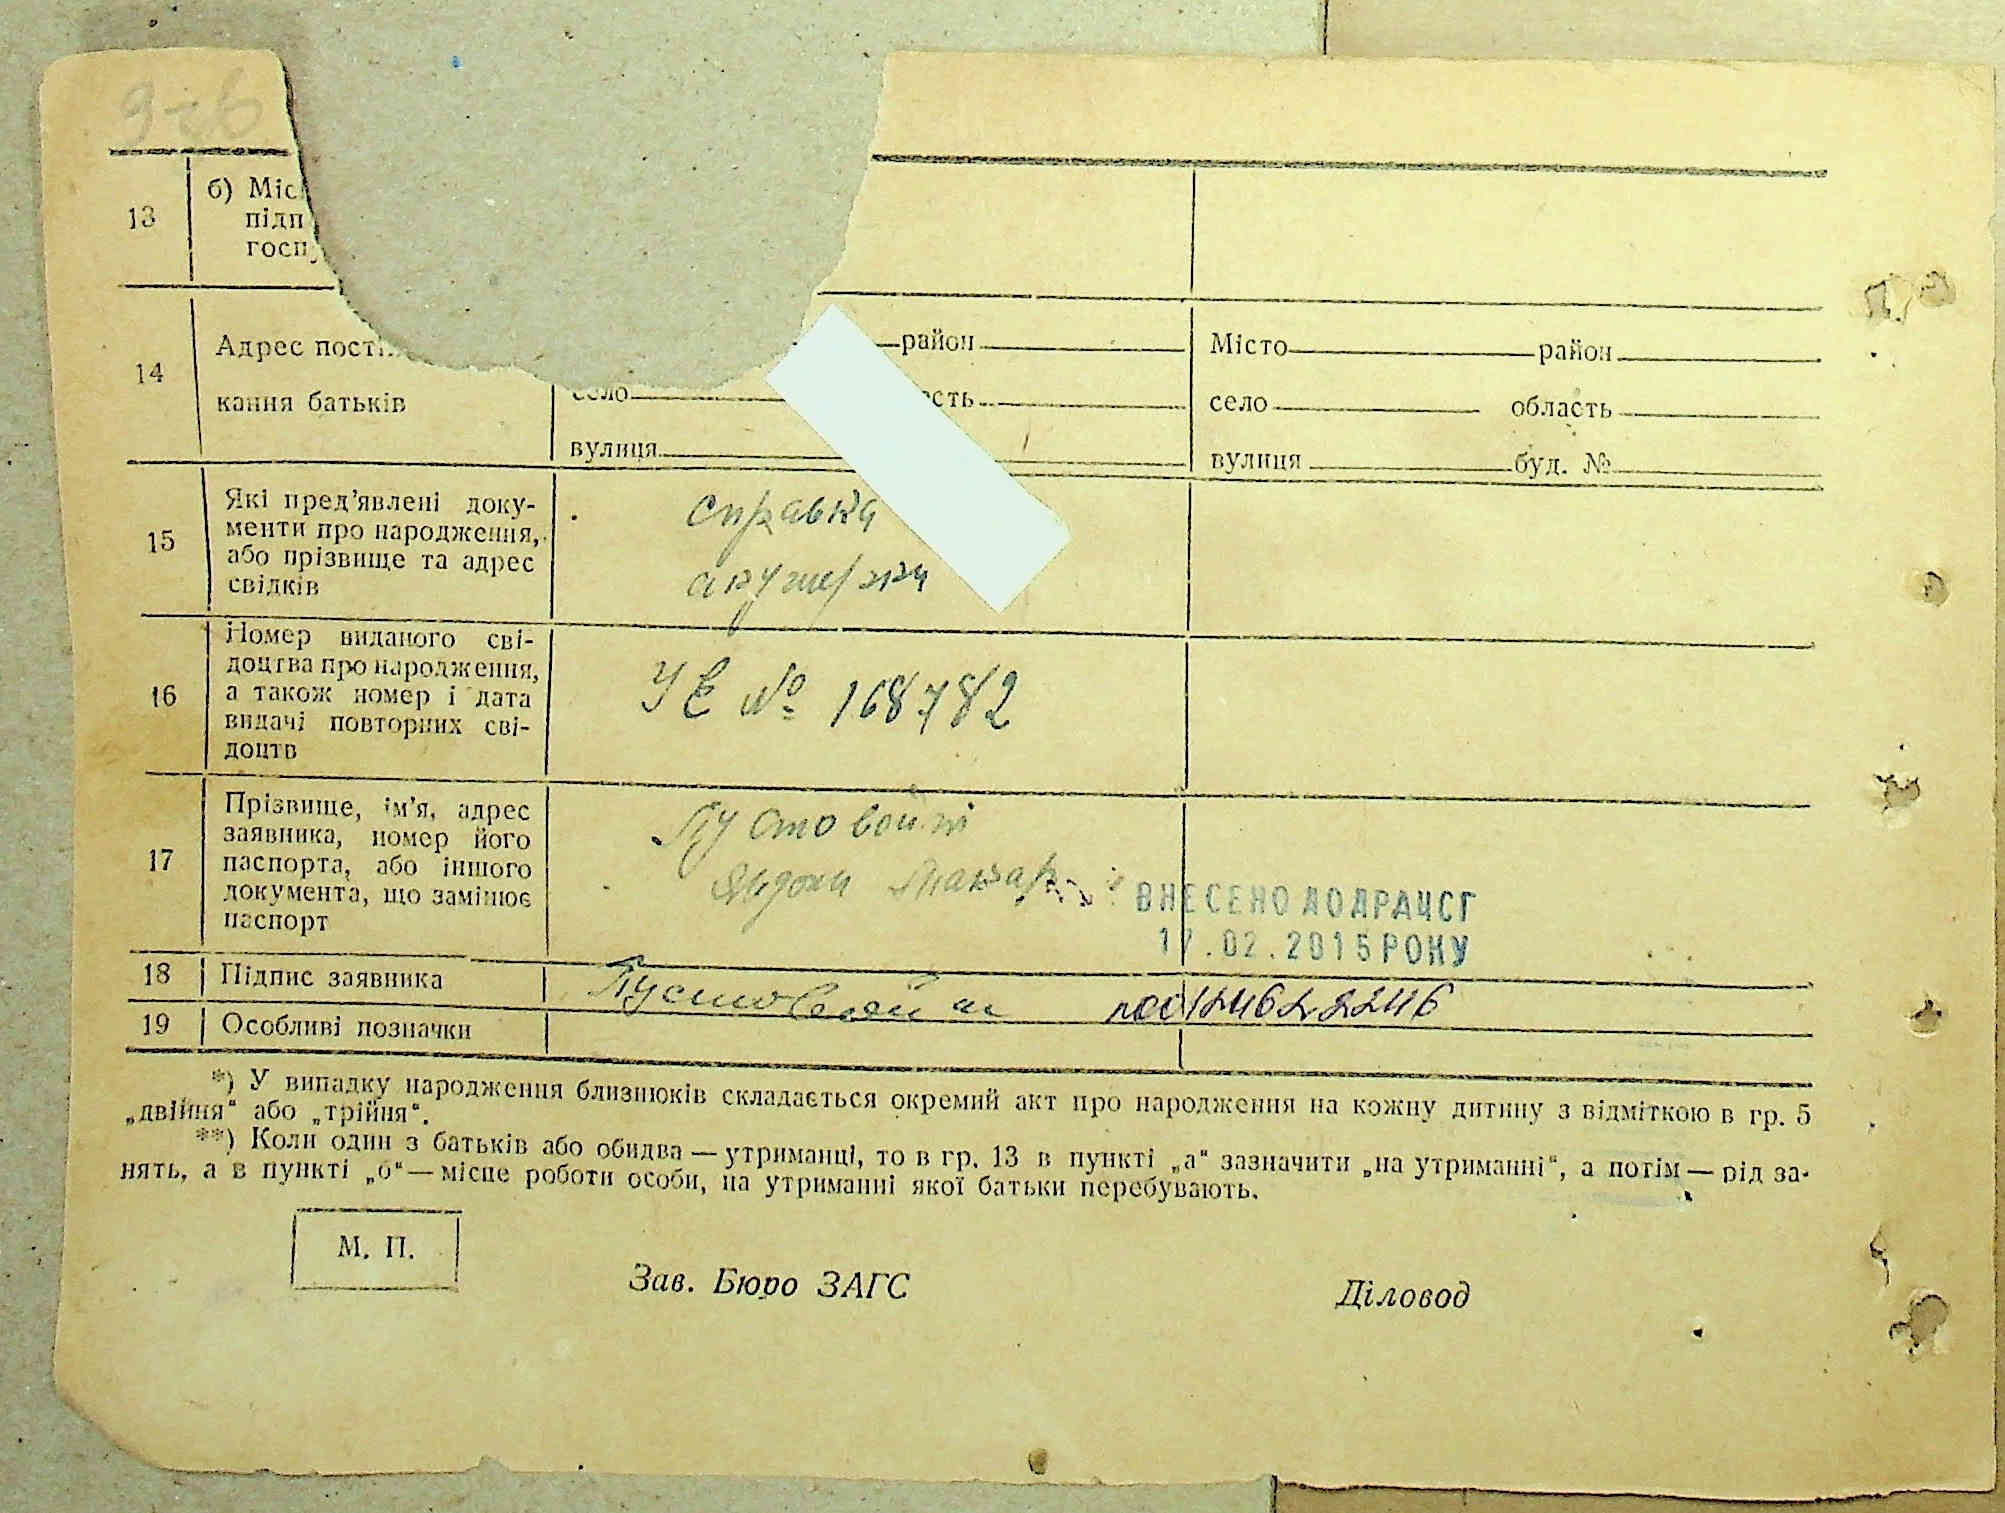 13
б) Міс
підп
госп
14
Адрес пості
кання батьків
район
село
ость
вулиця
Місто район
село область
вулиця буд. №
15
Які пред’явлені доку-
менти про народження,
або прізвище та адрес
свідків
справка
акушерки
16
Номер виданого сві-
доцтва про народження,
а також номер і дата
видачі повторних сві-
доцтв
УЕ № 168782
17
Прізвище, ім’я, адрес
заявника, номер його
паспорта, або іншого
документа, що замінює
паспорт
Пустовойт
ВНЕСЕНО ДО ДРАЦСГ
17.02.2015 РОКУ
18 Підпис заявника
Пустовойт
19 Особливі позначки
*) У випадку народження близнюків складається окремий акт про народження на кожну дитину з відміткою в гр. 5
„двійня“ або „трійня“.
**) Коли один з батьків або обидва — утриманці, то в гр. 13 в пункті „а“ зазначити „на утриманні“, а потім — рід за-
нять, а в пункті „б“ — місце роботи особи, на утриманні якої батьки перебувають.
М. П.
Зав. Бюро ЗАГС
Діловод